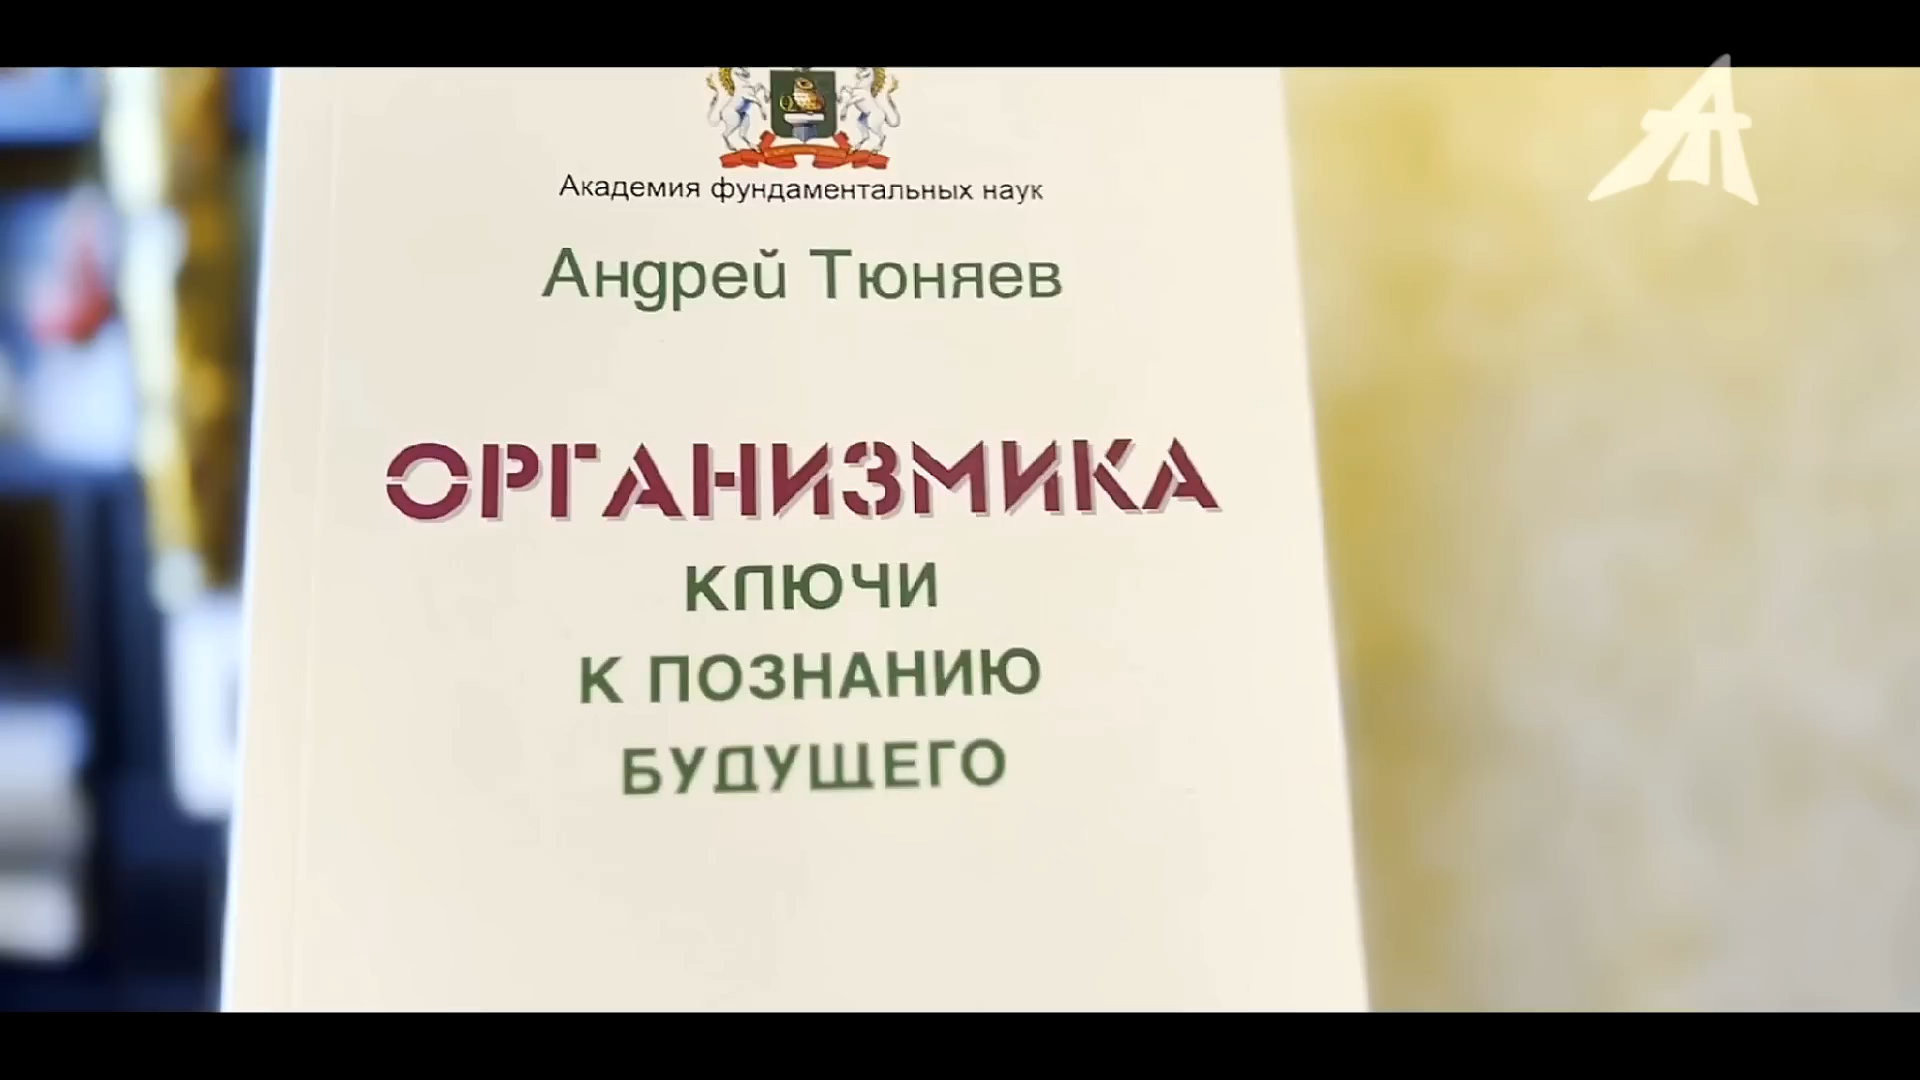 Академия фундаментальных наук
Андрей Тюняев
ОРГАНИЗМИКА
КЛЮЧИ
К ПОЗНАНИЮ
БУДУЩЕГО